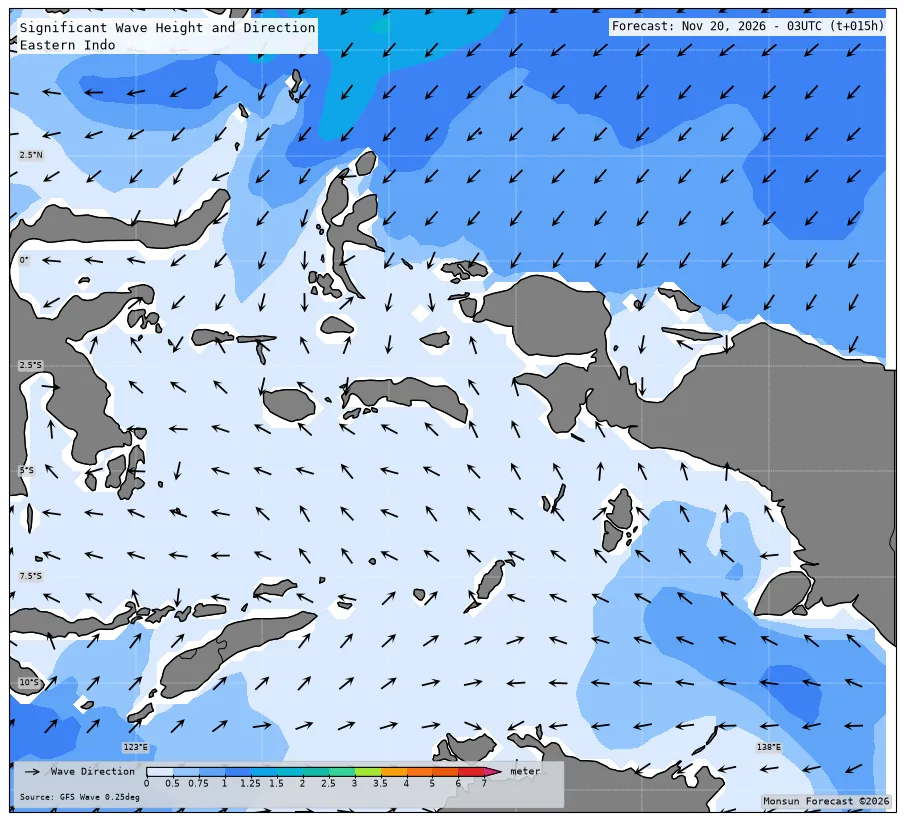 Significant Wave Height and Direction
Eastern Indo
Forecast: Nov 20, 2026 - 03UTC (t+015h)
2.5°N
0°
2.5°S
5°S
7.5°S
10°S
123°E
138°E
Wave Direction
meter
0 0.5 0.75 1 1.25 1.5 2 2.5 3 3.5 4 5 6 7
Source: GFS Wave 0.25deg
Monsun Forecast ©2026